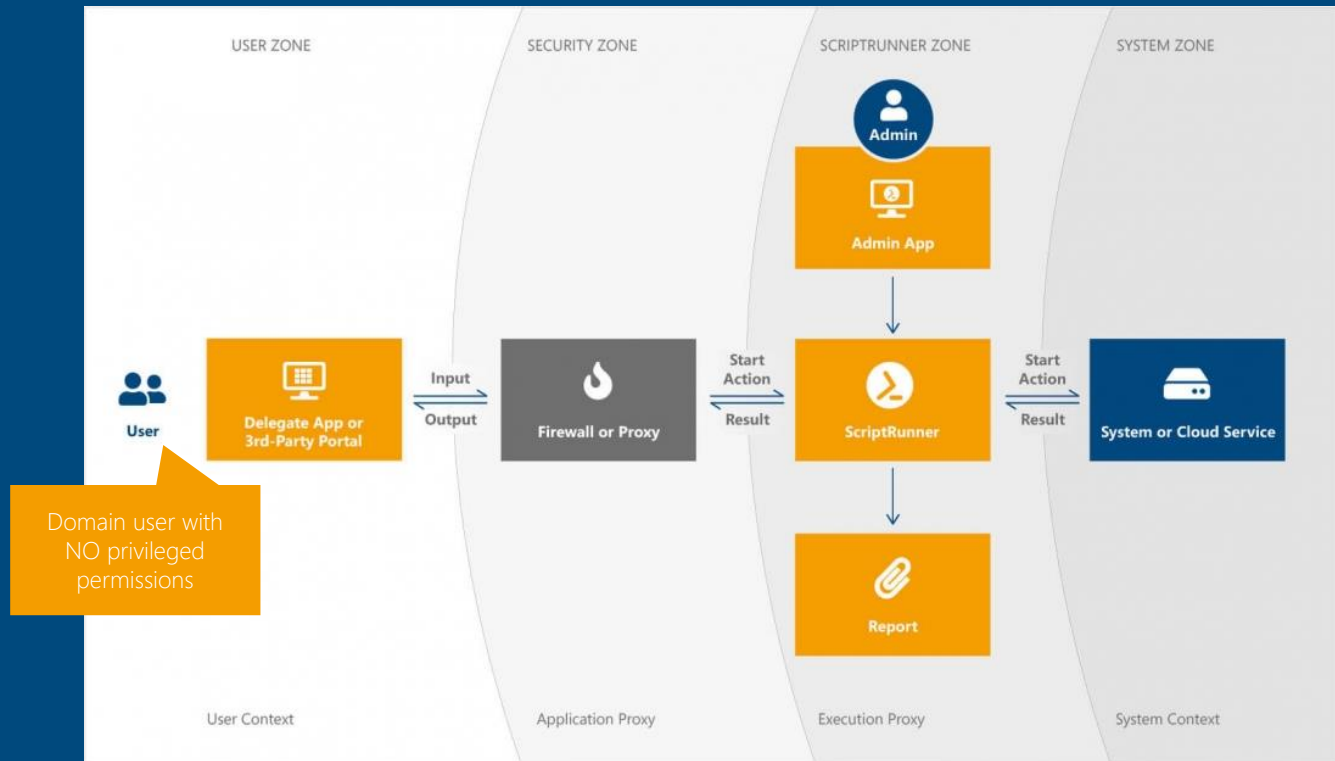 USER ZONE
SECURITY ZONE
SCRIPTRUNNER ZONE
SYSTEM ZONE
Admin
Admin App
User
Delegate App or
3rd-Party Portal
Input
Output
Firewall or Proxy
Start
Action
Result
ScriptRunner
Start
Action
Result
System or Cloud Service
Domain user with
NO privileged
permissions
Report
User Context
Application Proxy
Execution Proxy
System Context